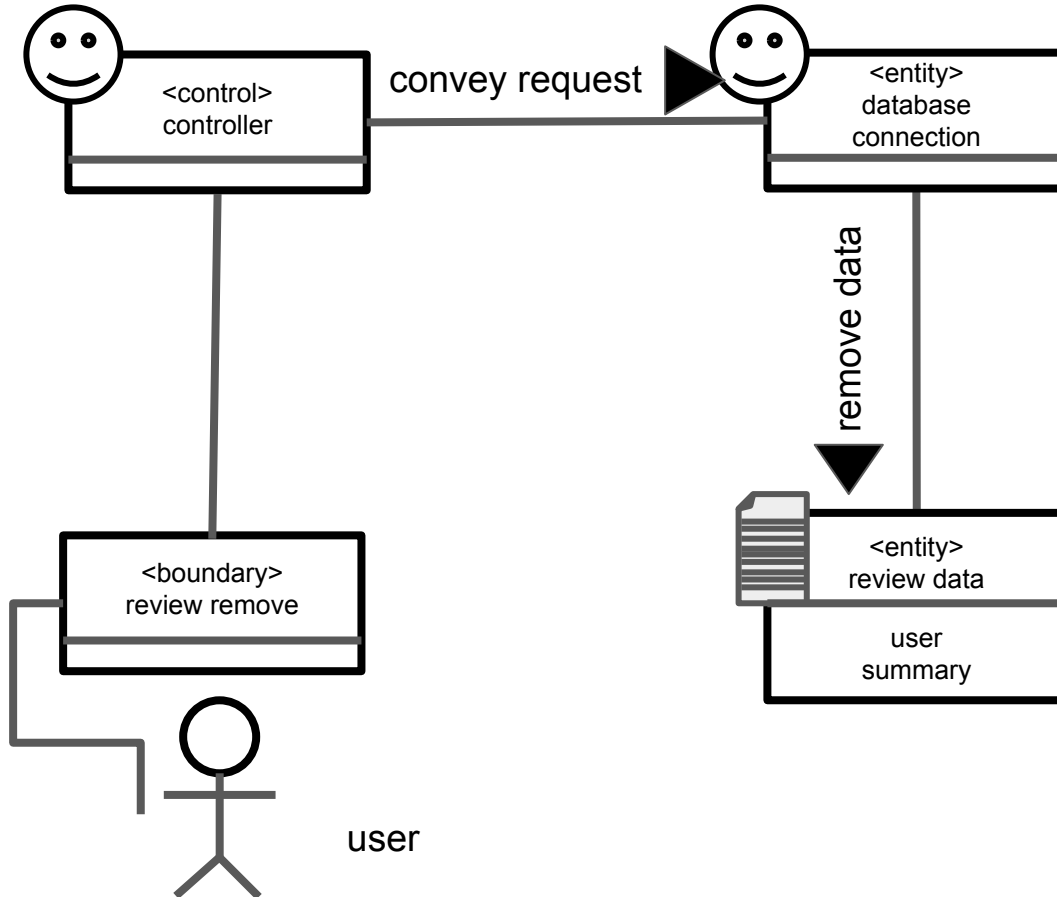 <control>
controller
convey request
<entity>
database
connection
remove data
<boundary>
review remove
<entity>
review data
user
summary
user